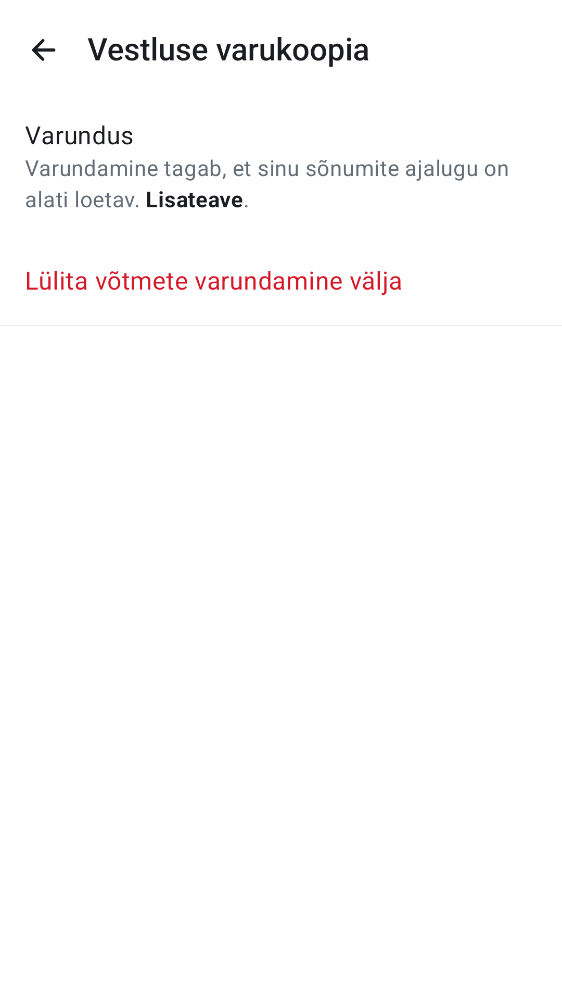 Vestluse varukoopia
Varundus
Varundamine tagab, et sinu sõnumite ajalugu on
alati loetav. Lisateave.
Lülita võtmete varundamine välja